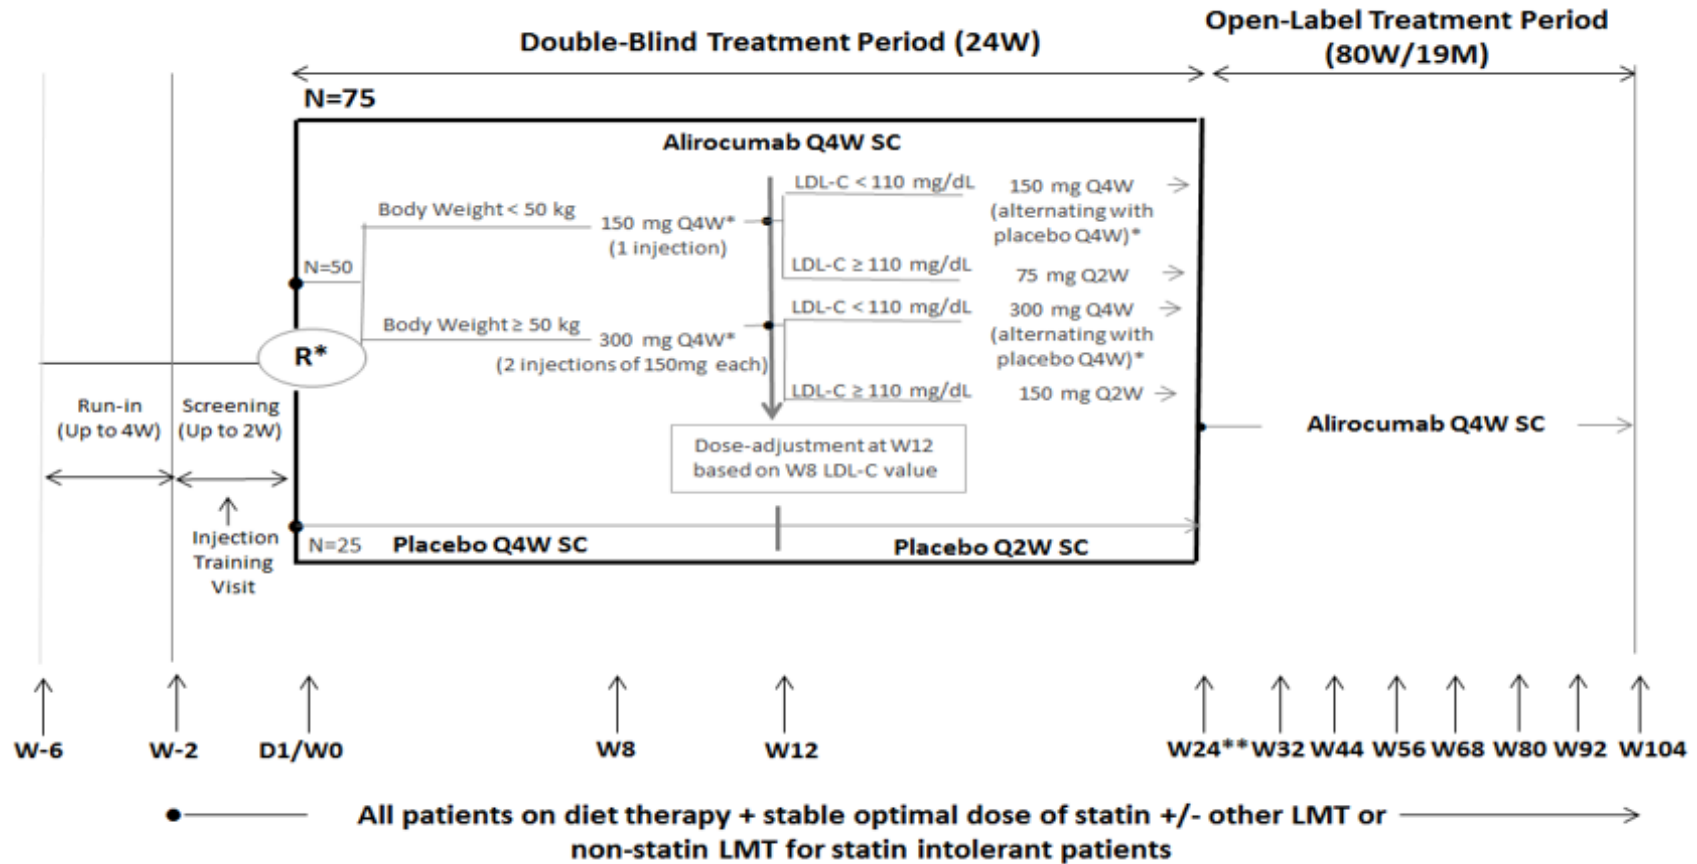 Double-Blind Treatment Period (24W)
Open-Label Treatment Period
(80W/19M)
N=75
Alirocumab Q4W SC
N=50
Body Weight < 50 kg
150 mg Q4W*
(1 injection)
LDL-C < 110 mg/dL
150 mg Q4W
(alternating with
placebo Q4W)*
LDL-C ≥ 110 mg/dL
75 mg Q2W
R*
Body Weight ≥ 50 kg
300 mg Q4W*
(2 injections of 150mg each)
LDL-C < 110 mg/dL
300 mg Q4W
(alternating with
placebo Q4W)*
LDL-C ≥ 110 mg/dL
150 mg Q2W
Run-in
(Up to 4W)
Screening
(Up to 2W)
Injection
Training
Visit
Dose-adjustment at W12
based on W8 LDL-C value
Alirocumab Q4W SC
N=25
Placebo Q4W SC
Placebo Q2W SC
W-6
W-2
D1/W0
W8
W12
W24**
W32
W44
W56
W68
W80
W92
W104
All patients on diet therapy + stable optimal dose of statin +/- other LMT or
non-statin LMT for statin intolerant patients